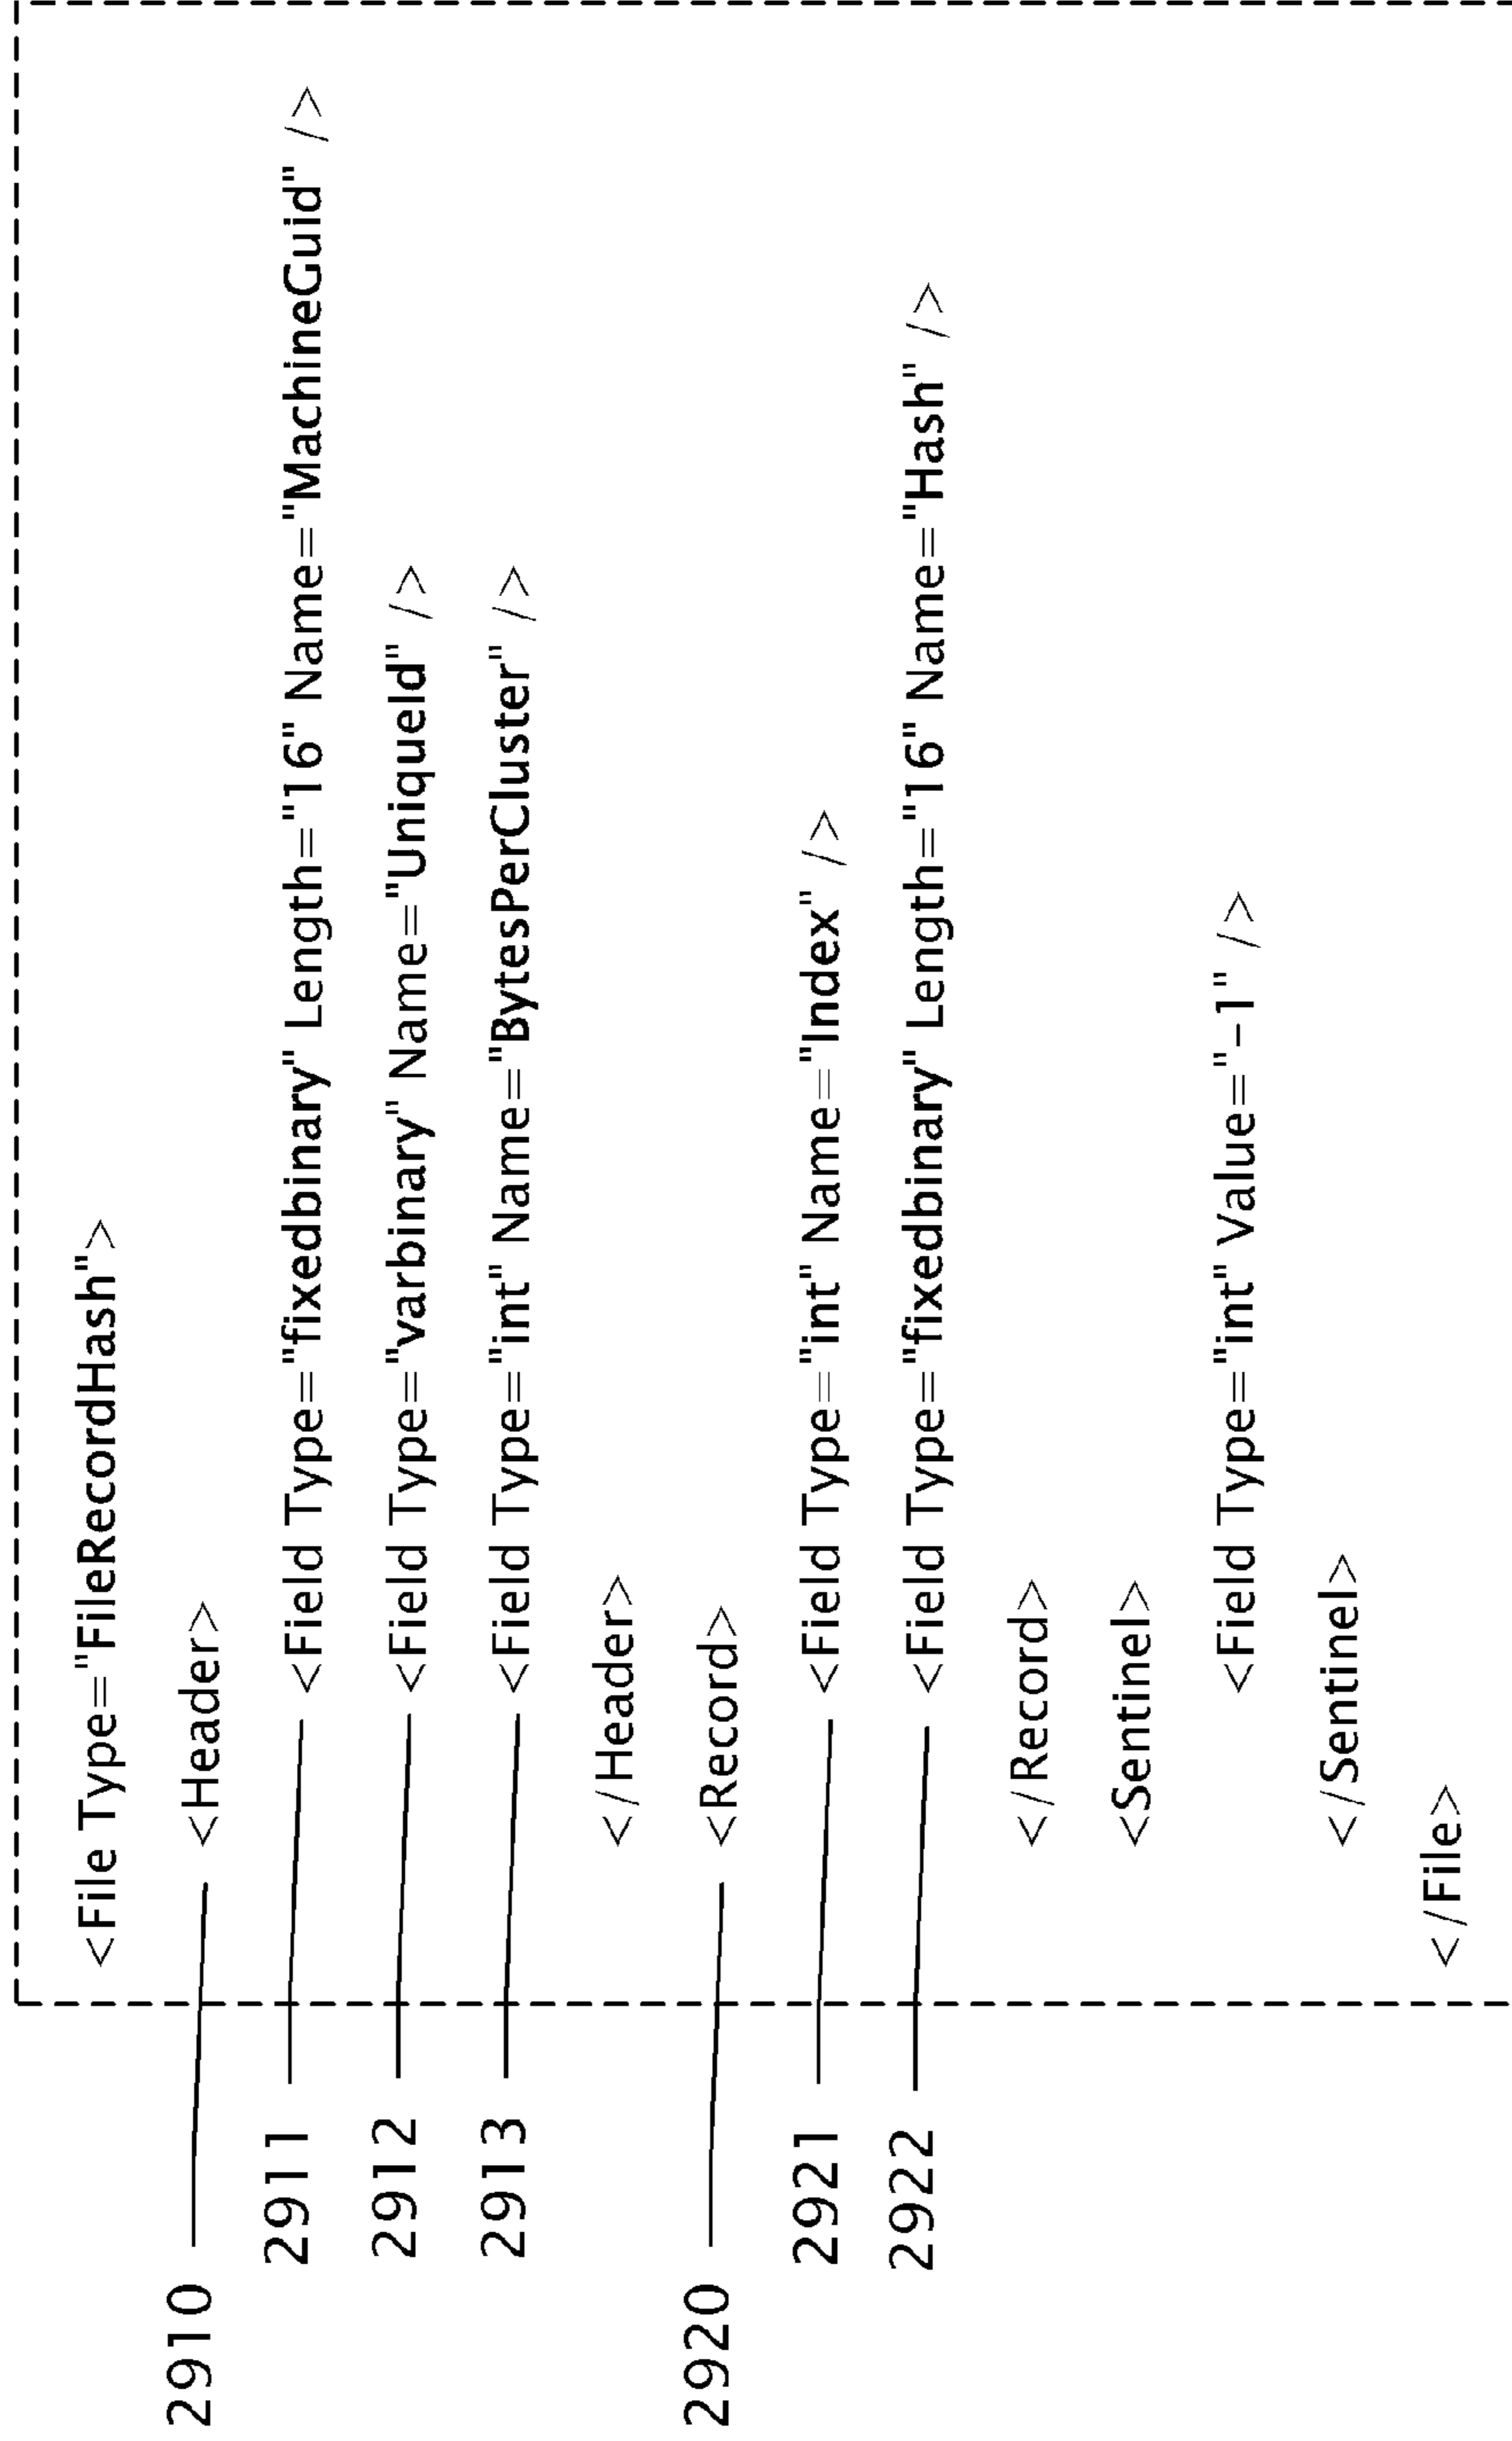 <File Type="FileRecordHash">
2910 <Header>
2911 <Field Type="fixedbinary" Length="16" Name="MachineGuid" />
2912 <Field Type="varbinary" Name="UniqueId" />
2913 <Field Type="int" Name="BytesPerCluster" />
</Header>
2920 <Record>
2921 <Field Type="int" Name="Index" />
2922 <Field Type="fixedbinary" Length="16" Name="Hash" />
</Record>
<Sentinel>
<Field Type="int" Value="-1" />
</Sentinel>
</File>